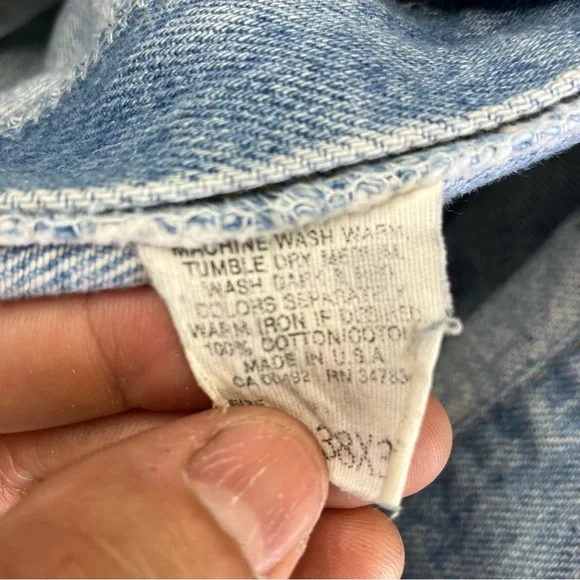 MACHINE WASH WARM
TUMBLE DRY MEDIUM
WASH DARK
COLORS SEPARATELY
WARM IRON IF DESIRED
100% COTTON/COTON
MADE IN U.S.A
CA 00492 RN 34783
SIZE
38X3